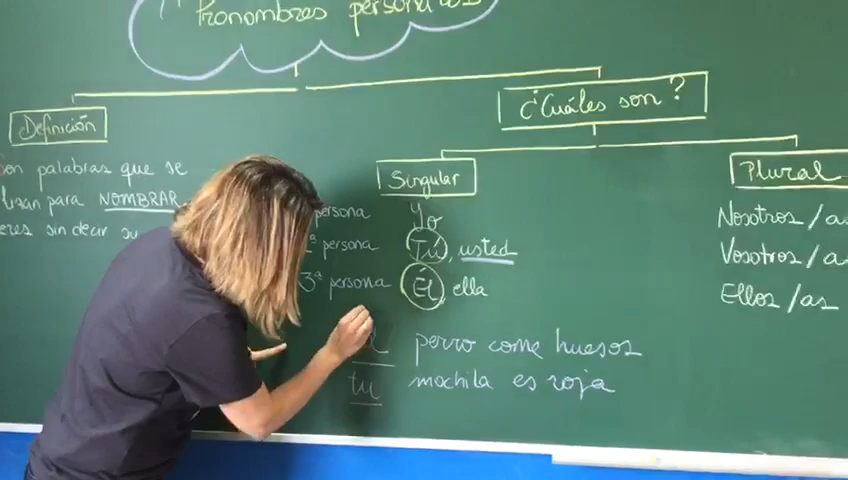 Pronombres personales
¿Cuáles son?
Definición
Son palabras que se
utilizan para NOMBRAR
seres sin decir su
Singular
persona Yo
2ª persona Tú, usted
3ª persona Él, ella
Plural
Nosotros/as
Vosotros/as
Ellos/as
perro come huesos
tu mochila es roja